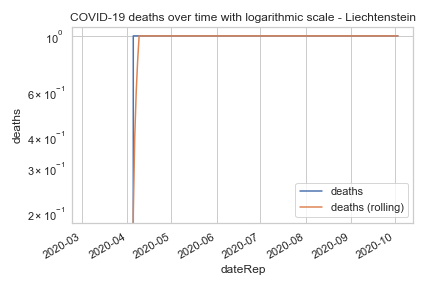 COVID-19 deaths over time with logarithmic scale - Liechtenstein
10⁰
6 × 10⁻¹
4 × 10⁻¹
3 × 10⁻¹
2 × 10⁻¹
deaths
deaths
deaths (rolling)
2020-03
2020-04
2020-05
2020-06
2020-07
2020-08
2020-09
2020-10
dateRep